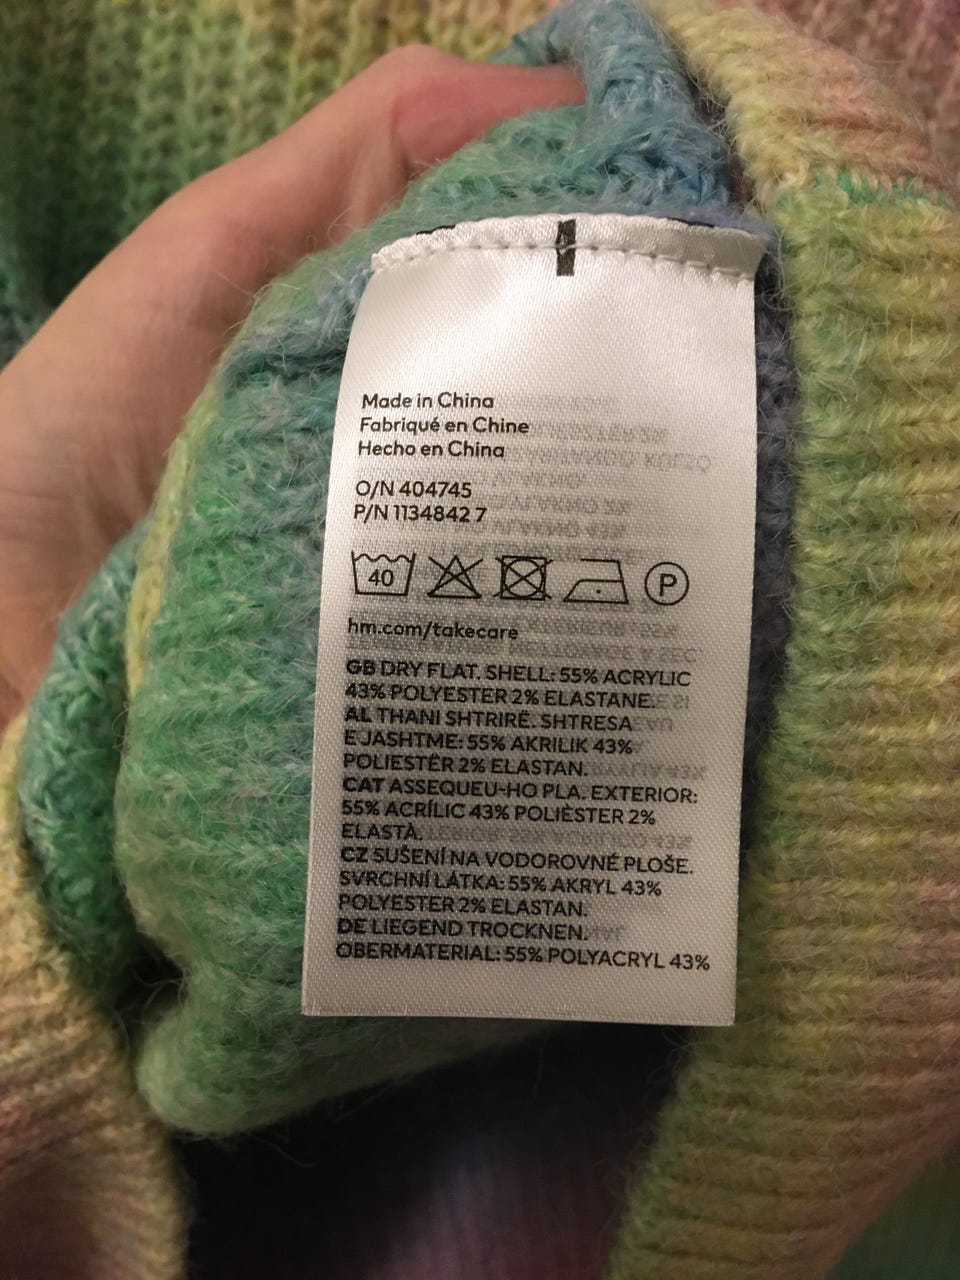 Made in China
Fabriqué en Chine
Hecho en China
O/N 404745
P/N 1134842 7
40 P
hm.com/takecare
GB DRY FLAT. SHELL: 55% ACRYLIC
43% POLYESTER 2% ELASTANE.
AL THANI SHTRIRË. SHTRESA
E JASHTME: 55% AKRILIK 43%
POLIESTËR 2% ELASTAN.
CAT ASSEQUEU-HO PLA. EXTERIOR:
55% ACRÍLIC 43% POLIÈSTER 2%
ELASTÀ.
CZ SUŠENÍ NA VODOROVNÉ PLOŠE.
SVRCHNÍ LÁTKA: 55% AKRYL 43%
POLYESTER 2% ELASTAN.
DE LIEGEND TROCKNEN.
OBERMATERIAL: 55% POLYACRYL 43%